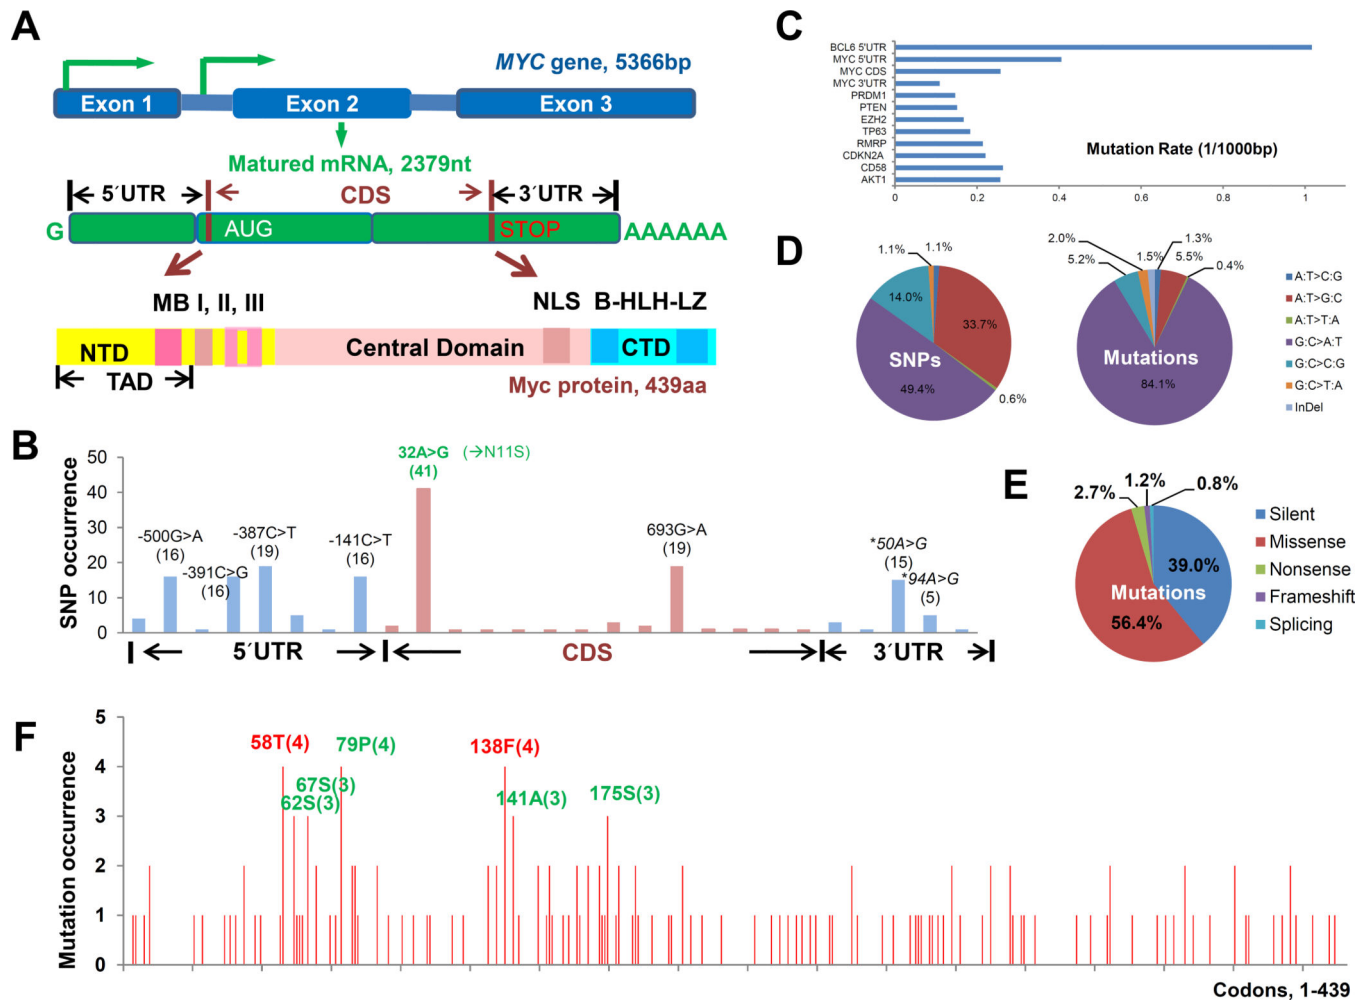 A
MYC gene, 5366bp
Exon 1
Exon 2
Exon 3
Matured mRNA, 2379nt
5´UTR
CDS
3´UTR
G
AUG
STOP
AAAAAA
MB I, II, III
NLS B-HLH-LZ
NTD
Central Domain
CTD
TAD
Myc protein, 439aa
C
BCL6 5'UTR
MYC 5'UTR
MYC CDS
MYC 3'UTR
PRDM1
PTEN
EZH2
TP63
RMRP
CDKN2A
CD58
AKT1
Mutation Rate (1/1000bp)
0
0.2
0.4
0.6
0.8
1
D
1.1%
1.1%
14.0%
33.7%
SNPs
49.4%
0.6%
2.0%
1.5%
1.3%
5.2%
5.5%
0.4%
Mutations
84.1%
A:T>C:G
A:T>G:C
A:T>T:A
G:C>A:T
G:C>C:G
G:C>T:A
InDel
B
SNP occurrence
50
40
30
20
10
0
-500G>A
(16)
-391C>G
(16)
-387C>T
(19)
-141C>T
(16)
32A>G (→N11S)
(41)
693G>A
(19)
*50A>G
(15)
*94A>G
(5)
5´UTR
CDS
3´UTR
E
2.7%
1.2%
0.8%
39.0%
Mutations
56.4%
Silent
Missense
Nonsense
Frameshift
Splicing
F
Mutation occurrence
5
4
3
2
1
0
58T(4)
79P(4)
67S(3)
62S(3)
138F(4)
141A(3)
175S(3)
Codons, 1-439